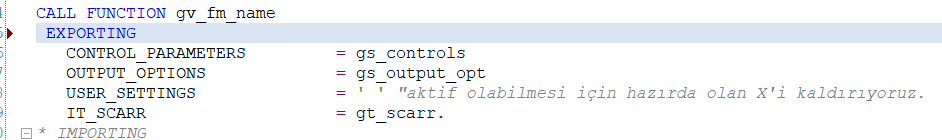 CALL FUNCTION gv_fm_name
EXPORTING
CONTROL_PARAMETERS = gs_controls
OUTPUT_OPTIONS = gs_output_opt
USER_SETTINGS = ' ' "aktif olabilmesi için hazırda olan X'i kaldırıyoruz.
IT_SCARR = gt_scarr.
* IMPORTING